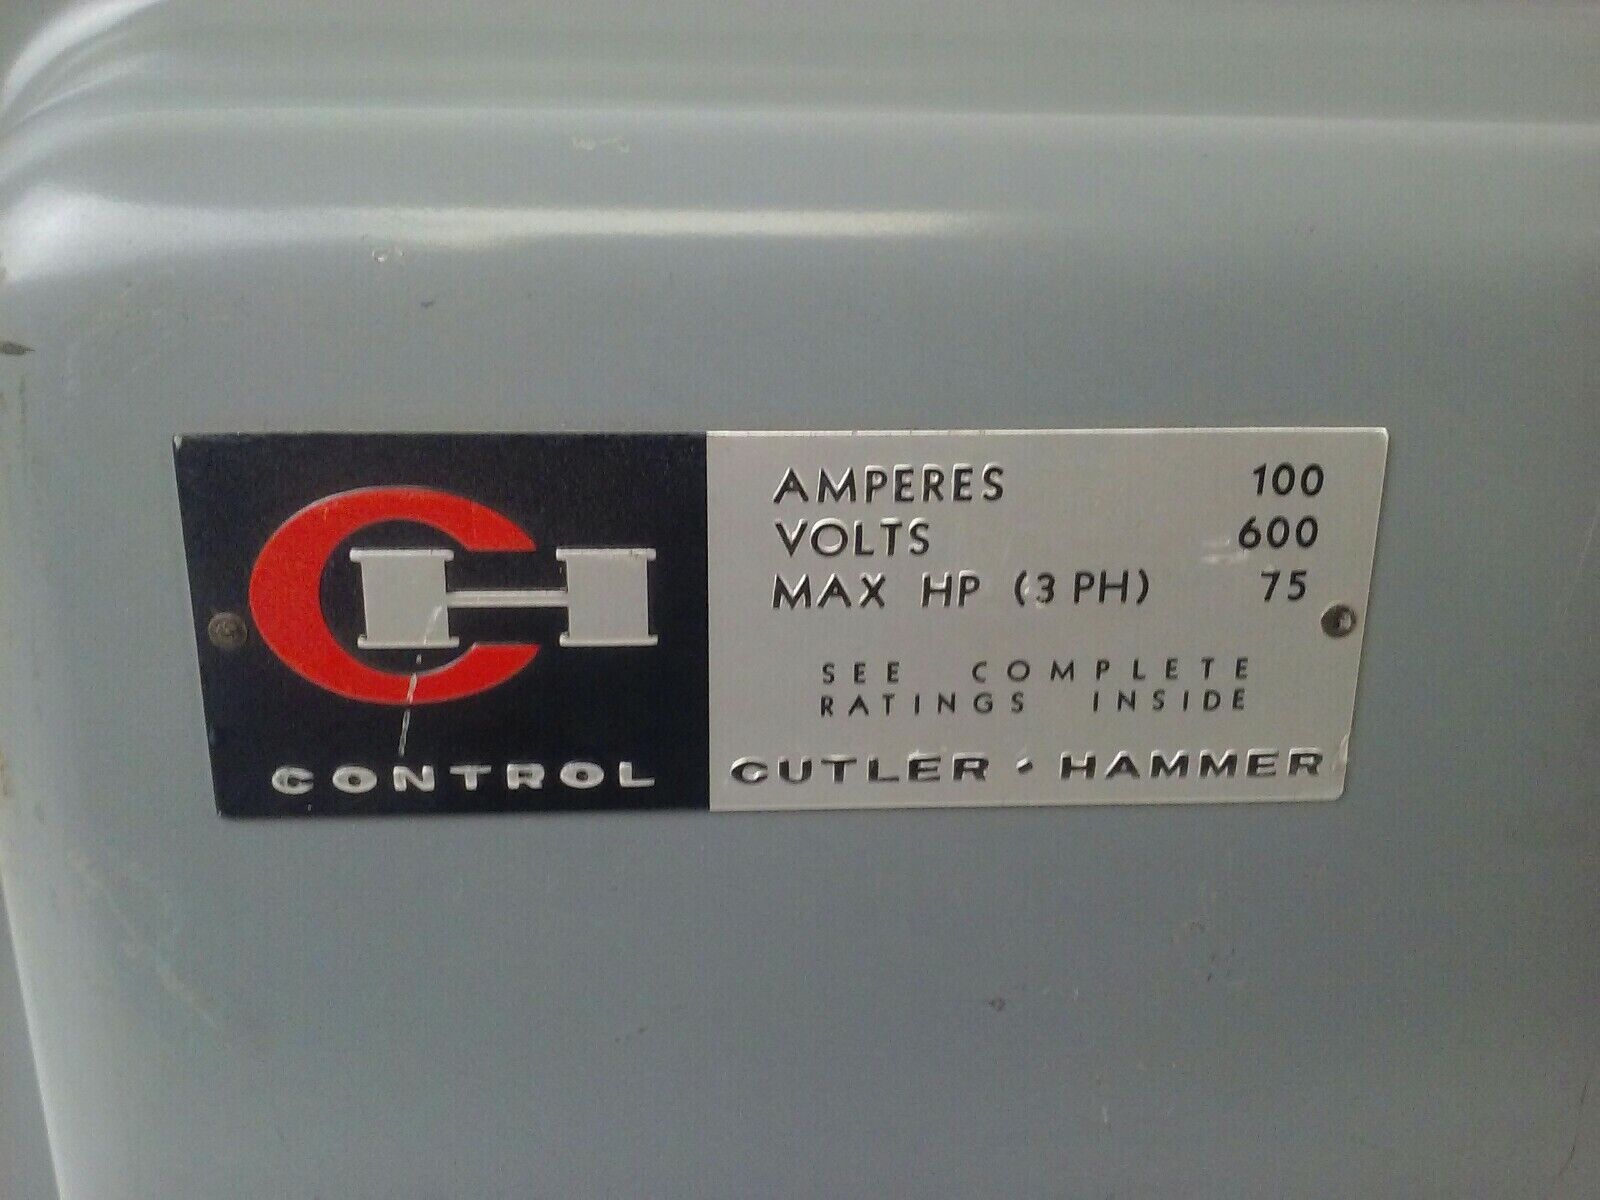 CH
CONTROL
AMPERES 100
VOLTS 600
MAX HP (3 PH) 75
SEE COMPLETE
RATINGS INSIDE
CUTLER • HAMMER